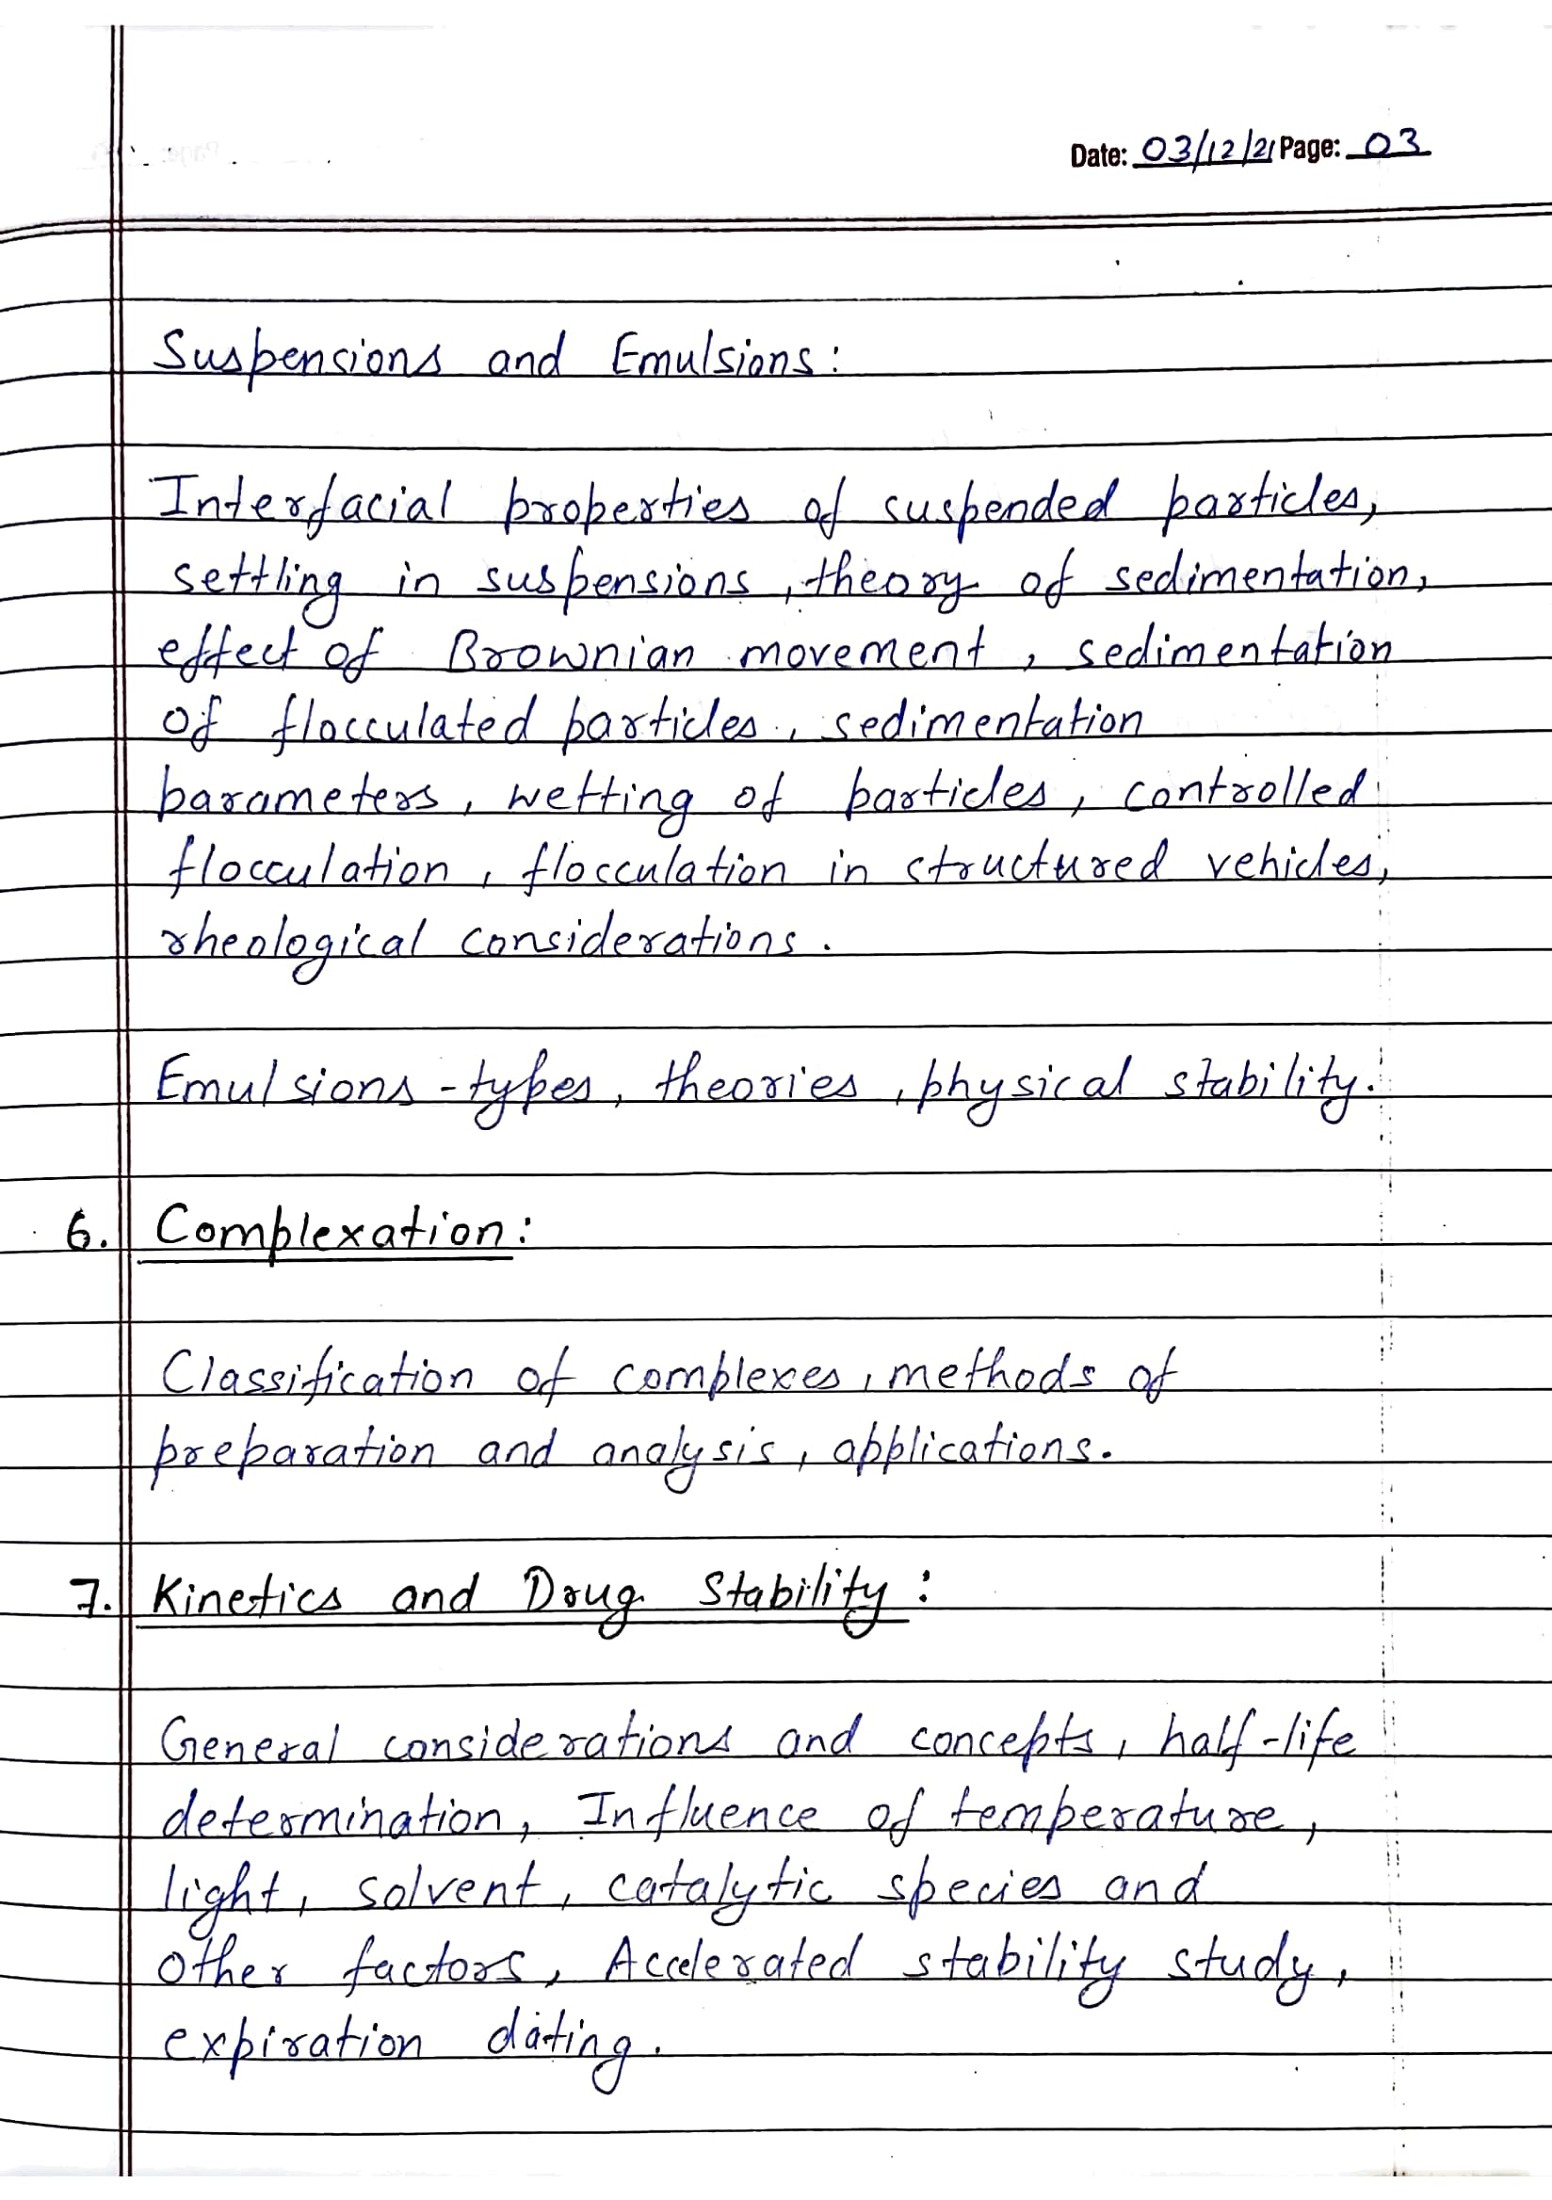 Date: 03/12/21 Page: 03
Suspensions and Emulsions:
Interfacial properties of suspended particles,
settling in suspensions, theory of sedimentation,
effect of Brownian movement, sedimentation
of flocculated particles, sedimentation
parameters, wetting of particles, controlled
flocculation, flocculation in structured vehicles,
rheological considerations.
Emulsions - types, theories, physical stability.
6. Complexation:
Classification of complexes, methods of
preparation and analysis, applications.
7. Kinetics and Drug Stability:
General considerations and concepts, half-life
determination, Influence of temperature,
light, solvent, catalytic species and
other factors, Accelerated stability study,
expiration dating.